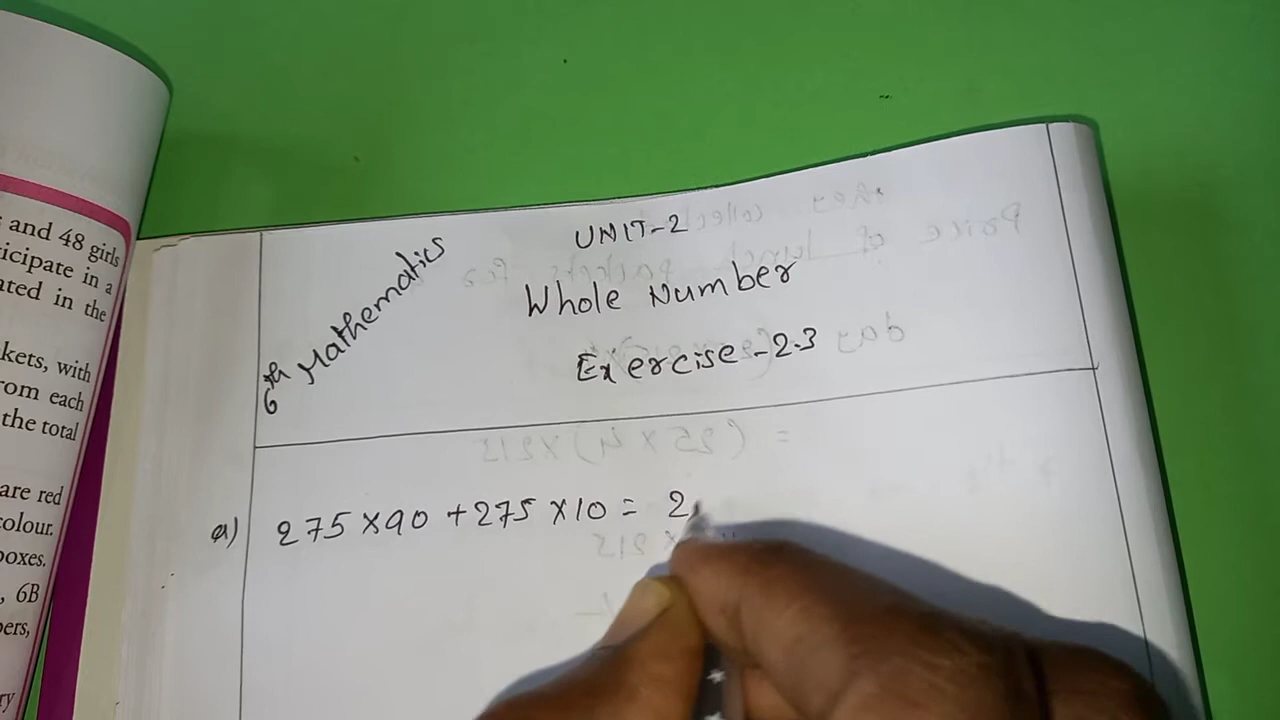 and 48 girls
icipate in a
ated in the
kets, with
rom each
the total
are red
colour.
boxes.
, 6B
bers,
ry
6th Mathematics
UNIT-2
Whole Number
Exercise-2.3
a) 275 × 90 + 275 × 10 = 2